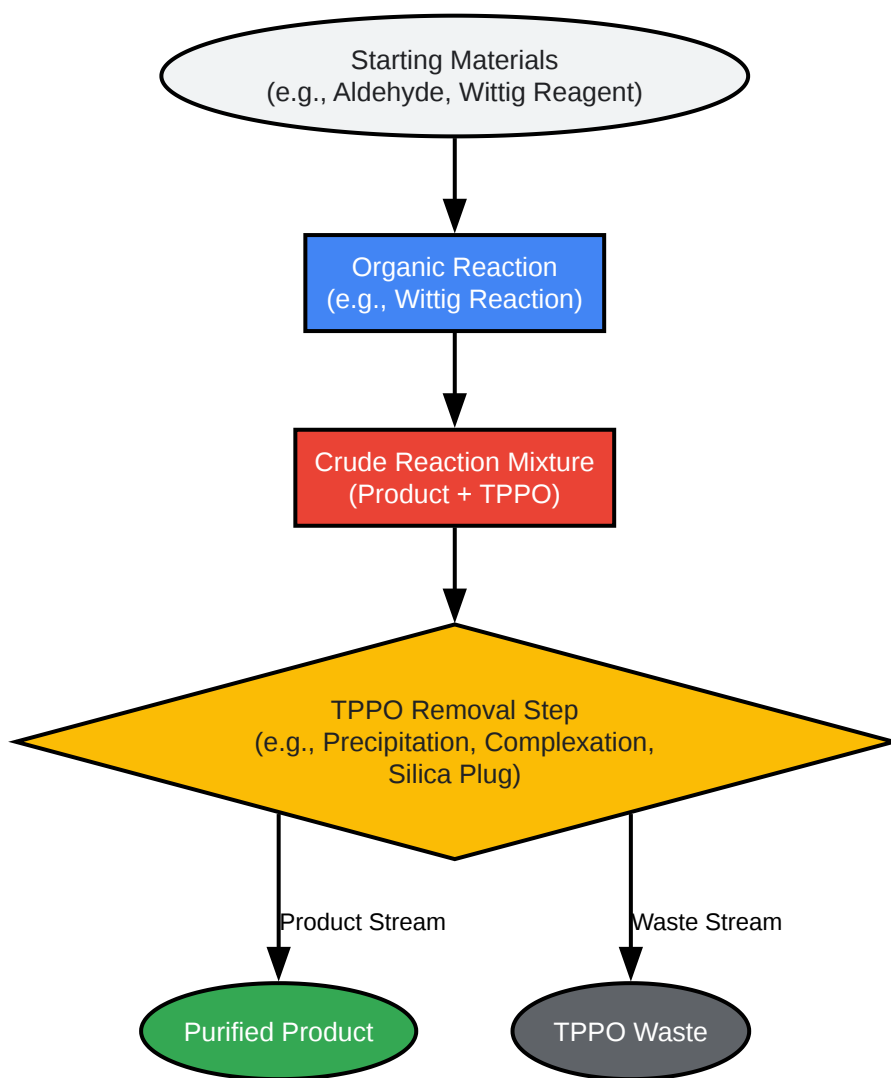 Starting Materials
(e.g., Aldehyde, Wittig Reagent)
Organic Reaction
(e.g., Wittig Reaction)
Crude Reaction Mixture
(Product + TPPO)
TPPO Removal Step
(e.g., Precipitation, Complexation,
Silica Plug)
Product Stream
Waste Stream
Purified Product
TPPO Waste